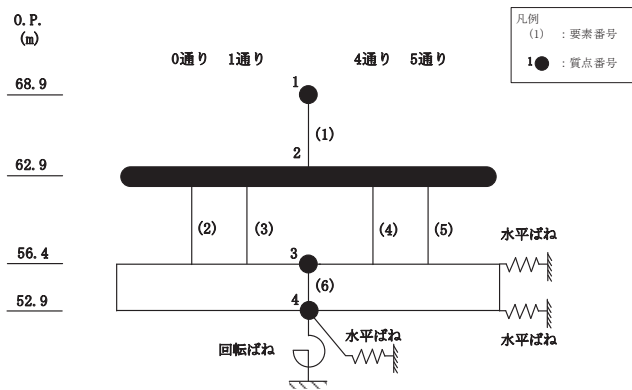 O.P.
(m)
凡例
(1) : 要素番号
1 : 質点番号
0通り 1通り 4通り 5通り
68.9
1
(1)
2
62.9
(2) (3) (4) (5)
水平ばね
56.4
3
(6)
52.9
4
水平ばね
水平ばね
回転ばね